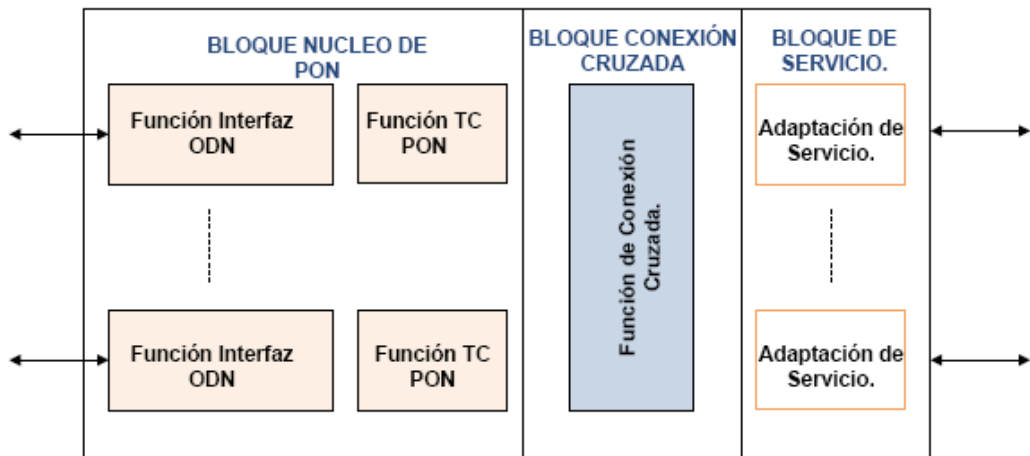 BLOQUE NUCLEO DE
PON
BLOQUE CONEXIÓN
CRUZADA
BLOQUE DE
SERVICIO.
Función Interfaz
ODN
Función TC
PON
Función de Conexión
Cruzada.
Adaptación de
Servicio.
Función Interfaz
ODN
Función TC
PON
Adaptación de
Servicio.